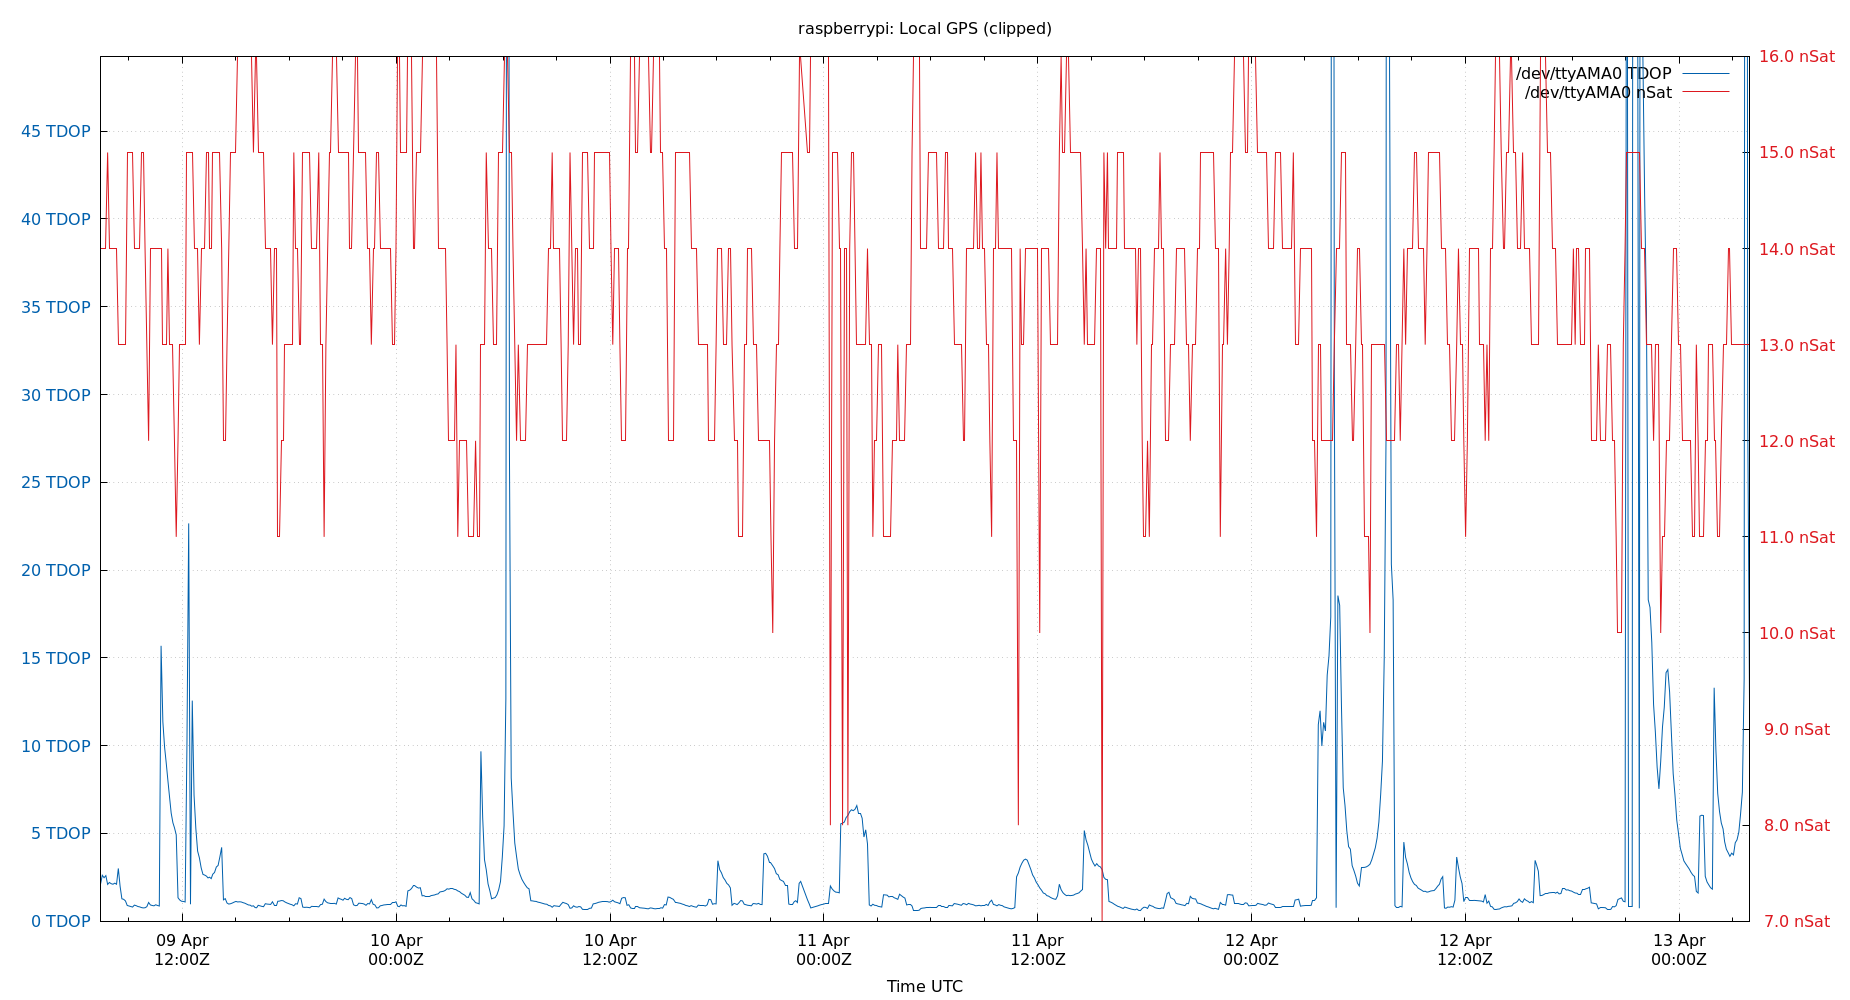 raspberrypi: Local GPS (clipped)
/dev/ttyAMA0 TDOP
/dev/ttyAMA0 nSat
45 TDOP
40 TDOP
35 TDOP
30 TDOP
25 TDOP
20 TDOP
15 TDOP
10 TDOP
5 TDOP
0 TDOP
16.0 nSat
15.0 nSat
14.0 nSat
13.0 nSat
12.0 nSat
11.0 nSat
10.0 nSat
9.0 nSat
8.0 nSat
7.0 nSat
09 Apr
12:00Z
10 Apr
00:00Z
10 Apr
12:00Z
11 Apr
00:00Z
11 Apr
12:00Z
12 Apr
00:00Z
12 Apr
12:00Z
13 Apr
00:00Z
Time UTC